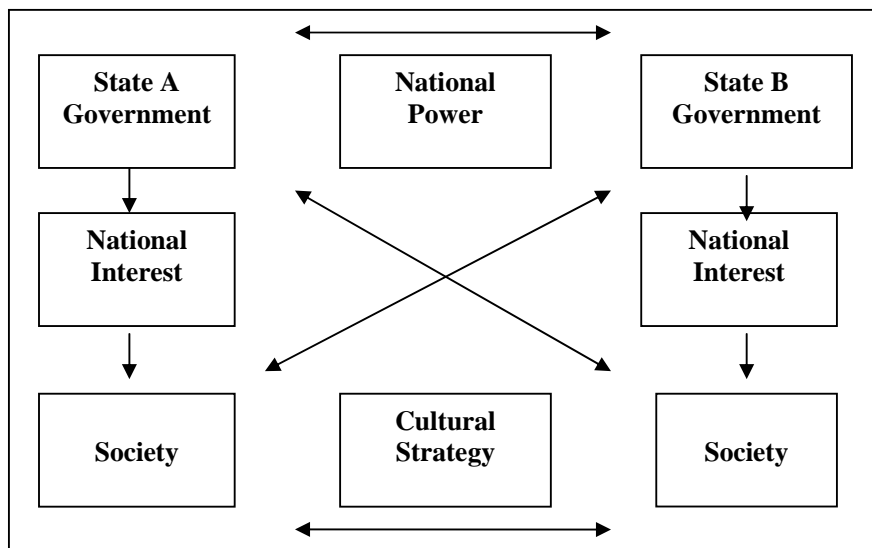 State A
Government
National
Power
State B
Government
National
Interest
National
Interest
Society
Cultural
Strategy
Society